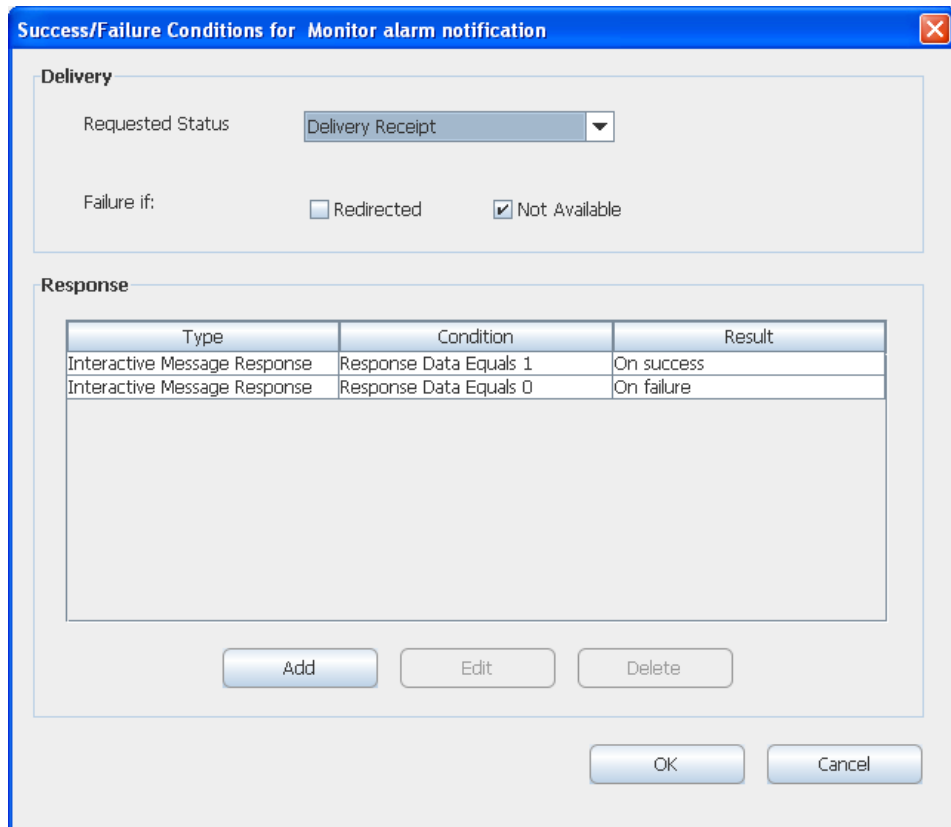 Success/Failure Conditions for Monitor alarm notification
Delivery
Requested Status Delivery Receipt
Failure if: Redirected Not Available
Response
Type Condition Result
Interactive Message Response Response Data Equals 1 On success
Interactive Message Response Response Data Equals 0 On failure
Add Edit Delete
OK Cancel